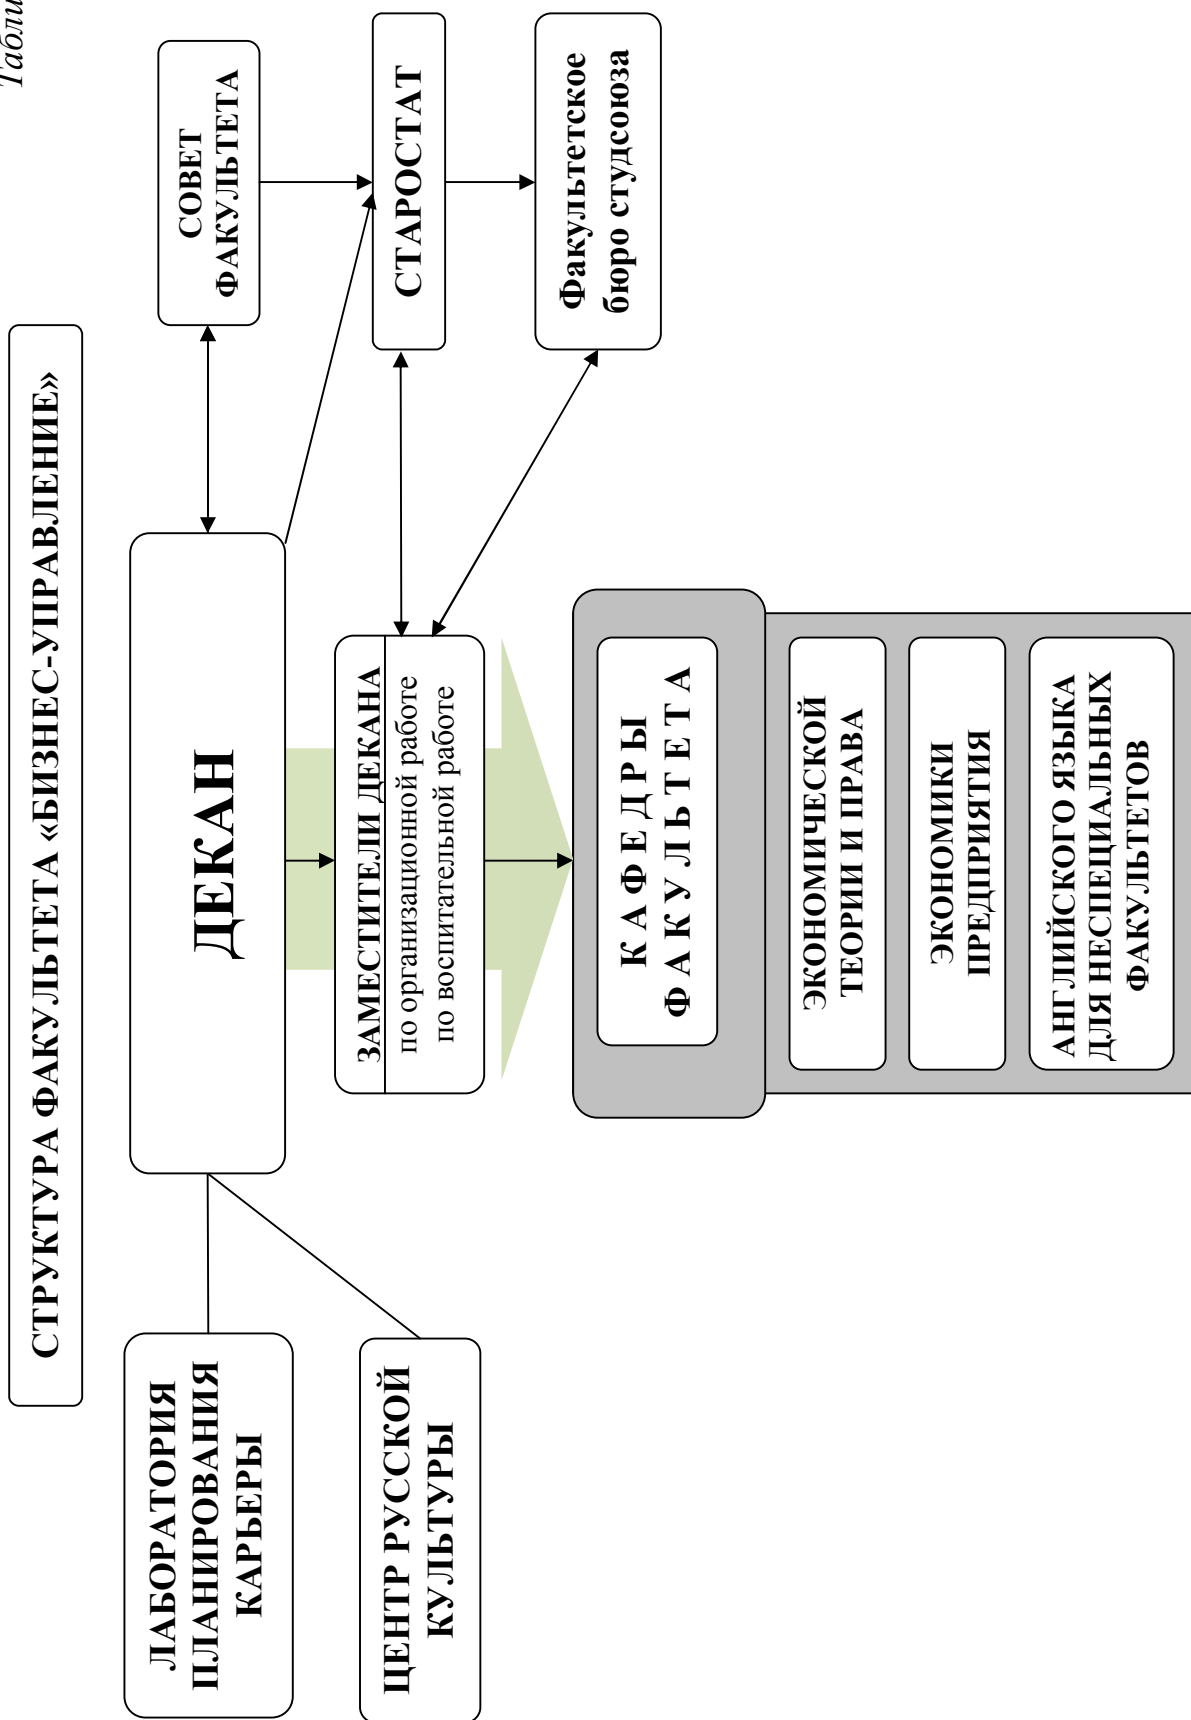 Табли
СТРУКТУРА ФАКУЛЬТЕТА «БИЗНЕС-УПРАВЛЕНИЕ»
ЛАБОРАТОРИЯ
ПЛАНИРОВАНИЯ
КАРЬЕРЫ
ДЕКАН
СОВЕТ
ФАКУЛЬТЕТА
ЦЕНТР РУССКОЙ
КУЛЬТУРЫ
ЗАМЕСТИТЕЛИ ДЕКАНА
по организационной работе
по воспитательной работе
СТАРОСТАТ
Факультетское
бюро студсоюза
К А Ф Е Д Р Ы
Ф А К У Л Ь Т Е Т А
ЭКОНОМИЧЕСКОЙ
ТЕОРИИ И ПРАВА
ЭКОНОМИКИ
ПРЕДПРИЯТИЯ
АНГЛИЙСКОГО ЯЗЫКА
ДЛЯ НЕСПЕЦИАЛЬНЫХ
ФАКУЛЬТЕТОВ